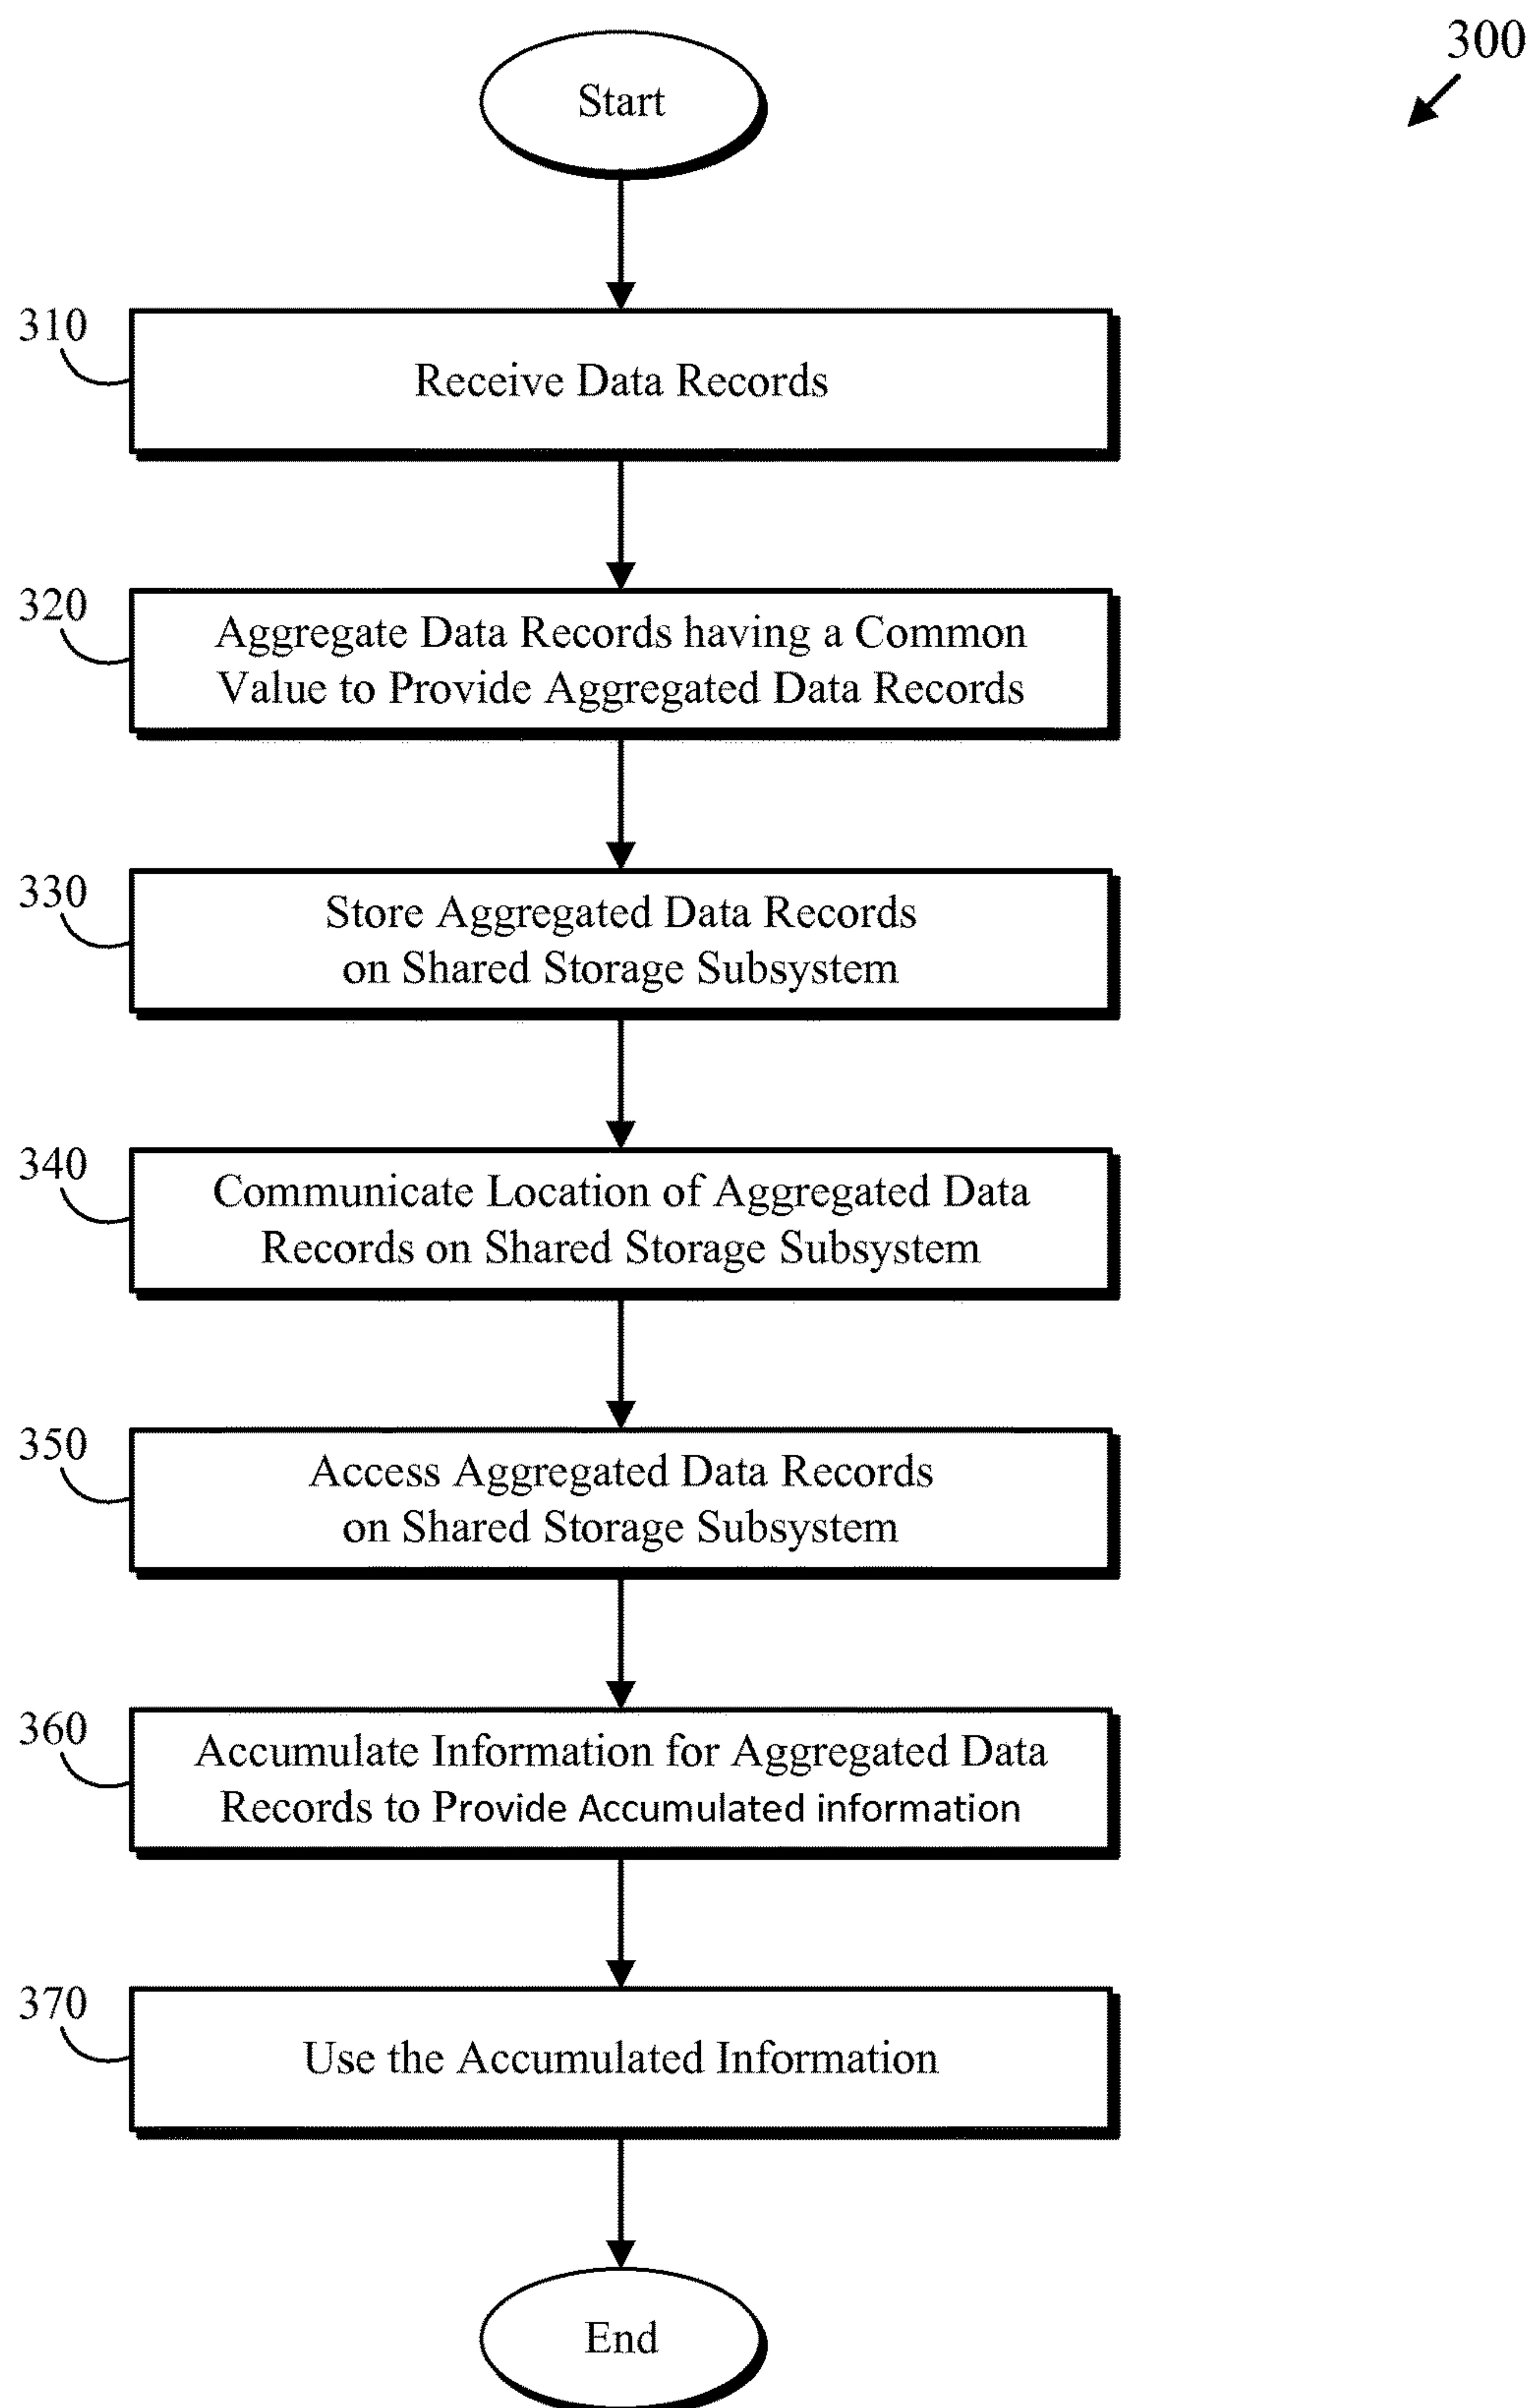 300
Start
310
Receive Data Records
320
Aggregate Data Records having a Common
Value to Provide Aggregated Data Records
330
Store Aggregated Data Records
on Shared Storage Subsystem
340
Communicate Location of Aggregated Data
Records on Shared Storage Subsystem
350
Access Aggregated Data Records
on Shared Storage Subsystem
360
Accumulate Information for Aggregated Data
Records to Provide Accumulated information
370
Use the Accumulated Information
End